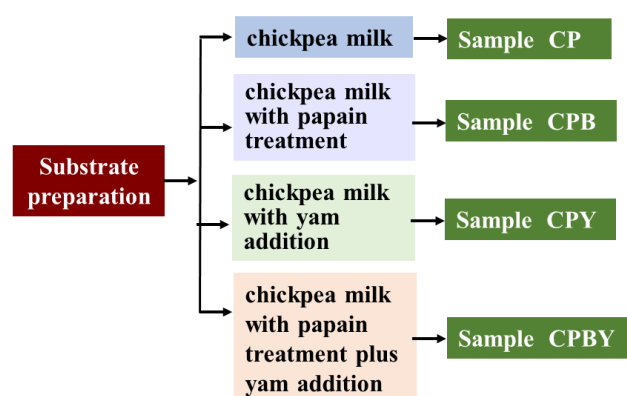 Substrate
preparation
chickpea milk
Sample CP
chickpea milk
with papain
treatment
Sample CPB
chickpea milk
with yam
addition
Sample CPY
chickpea milk
with papain
treatment plus
yam addition
Sample CPBY